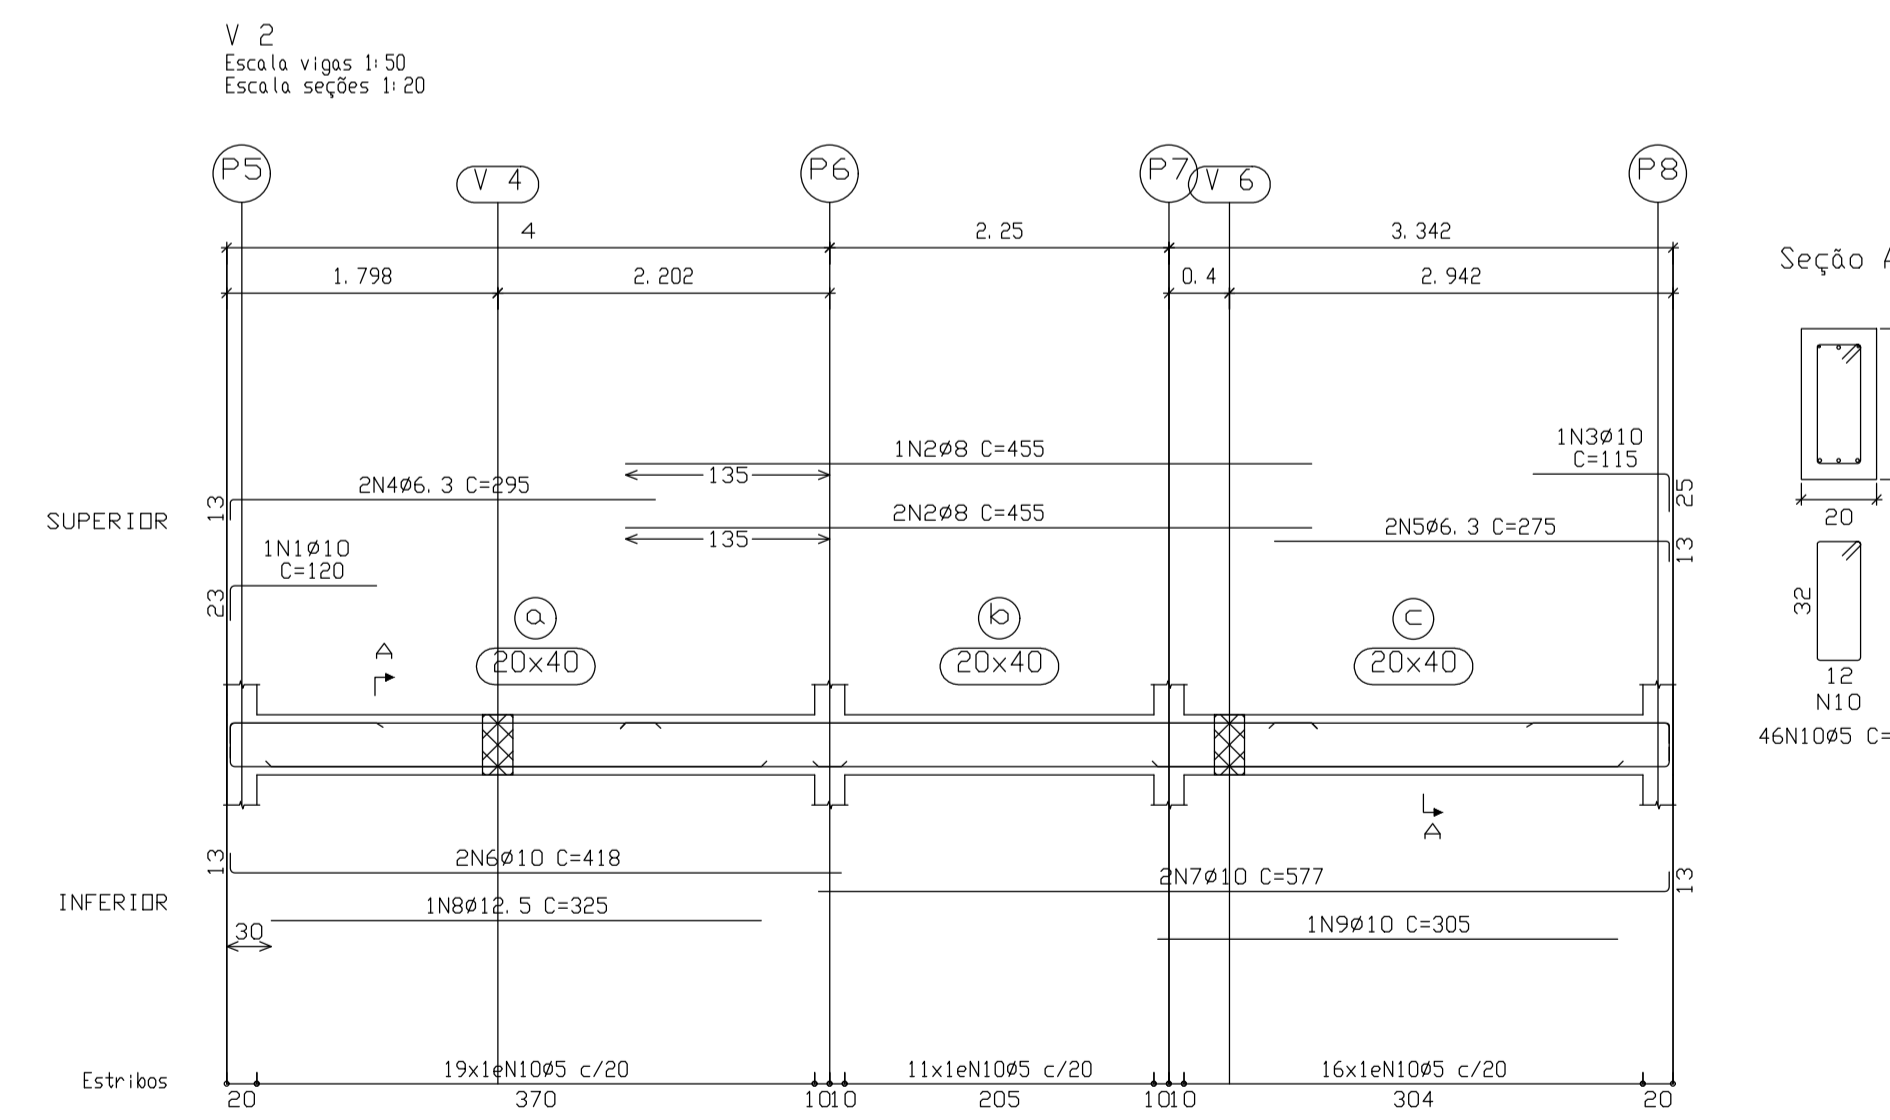 V 2
Escala vigas 1:50
Escala seções 1:20
P5
V 4
P6
P7
V 6
P8
4
2.25
3.342
1.798
2.202
0.4
2.942
Seção A
1N2ø8 C=455
135
1N3ø10
C=115
25
2N4ø6.3 C=295
13
SUPERIOR
2N2ø8 C=455
135
2N5ø6.3 C=275
13
1N1ø10
C=120
23
20
32
12
N10
46N10ø5 C=
a
20x40
b
20x40
c
20x40
A
A
2N6ø10 C=418
13
2N7ø10 C=577
13
INFERIOR
1N8ø12.5 C=325
30
1N9ø10 C=305
Estribos
19x1eN10ø5 c/20
11x1eN10ø5 c/20
16x1eN10ø5 c/20
20
370
10
10
205
10
10
304
20